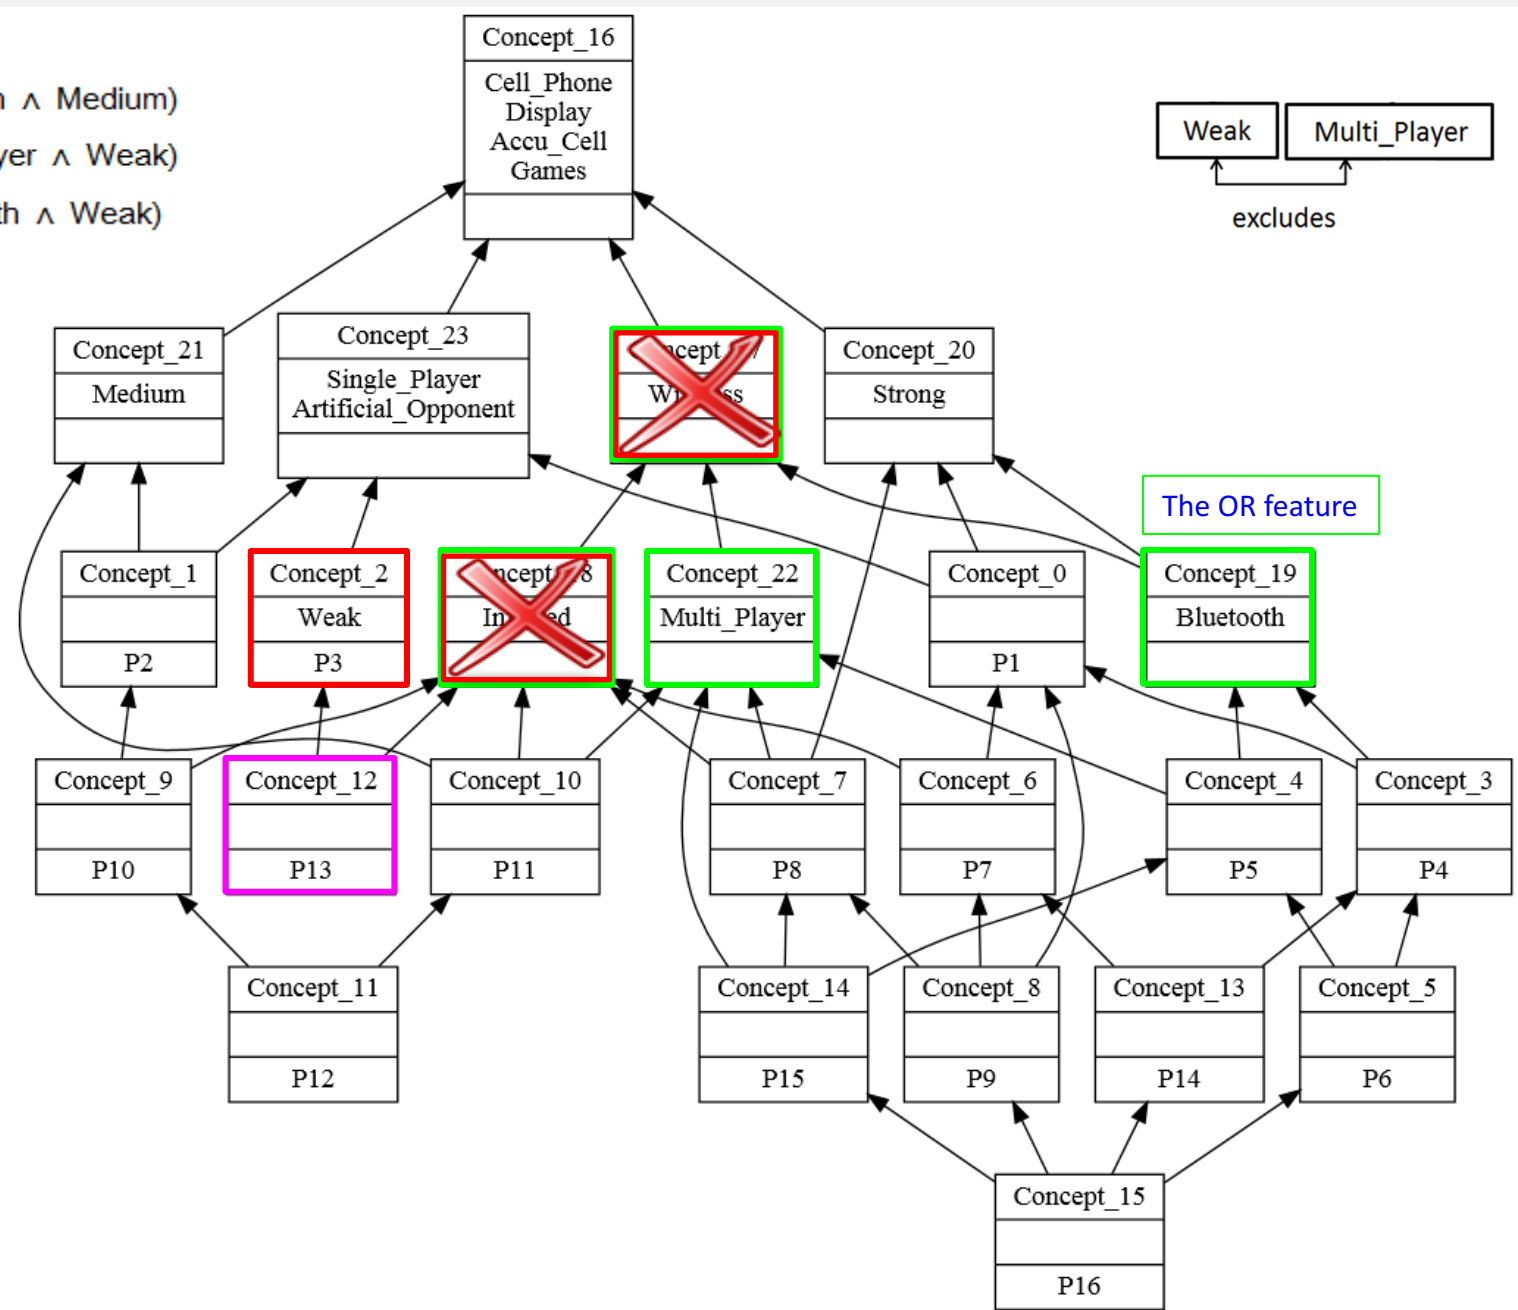 Concept_16
Cell_Phone
Display
Accu_Cell
Games
∧ Medium)
∧ Weak)
∧ Weak)
Weak
Multi_Player
excludes
Concept_21
Medium
Concept_23
Single_Player
Artificial_Opponent
Concept_20
Strong
The OR feature
Concept_1
P2
Concept_2
Weak
P3
Concept_22
Multi_Player
Concept_0
P1
Concept_19
Bluetooth
Concept_9
P10
Concept_12
P13
Concept_10
P11
Concept_7
P8
Concept_6
P7
Concept_4
P5
Concept_3
P4
Concept_11
P12
Concept_14
P15
Concept_8
P9
Concept_13
P14
Concept_5
P6
Concept_15
P16